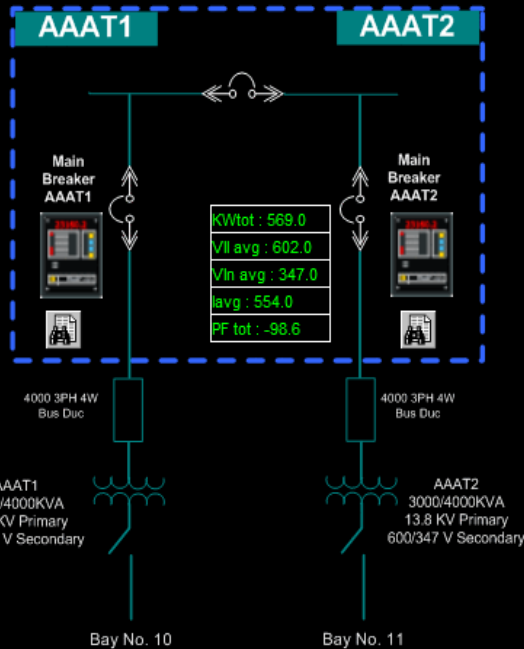 AAAT1
AAAT2
Main
Breaker
AAAT1
Main
Breaker
AAAT2
KWtot : 569.0
Vll avg : 602.0
Vln avg : 347.0
Iavg : 554.0
PF tot : -98.6
4000 3PH 4W
Bus Duc
4000 3PH 4W
Bus Duc
AAAT1
/4000KVA
KV Primary
V Secondary
AAAT2
3000/4000KVA
13.8 KV Primary
600/347 V Secondary
Bay No. 10
Bay No. 11